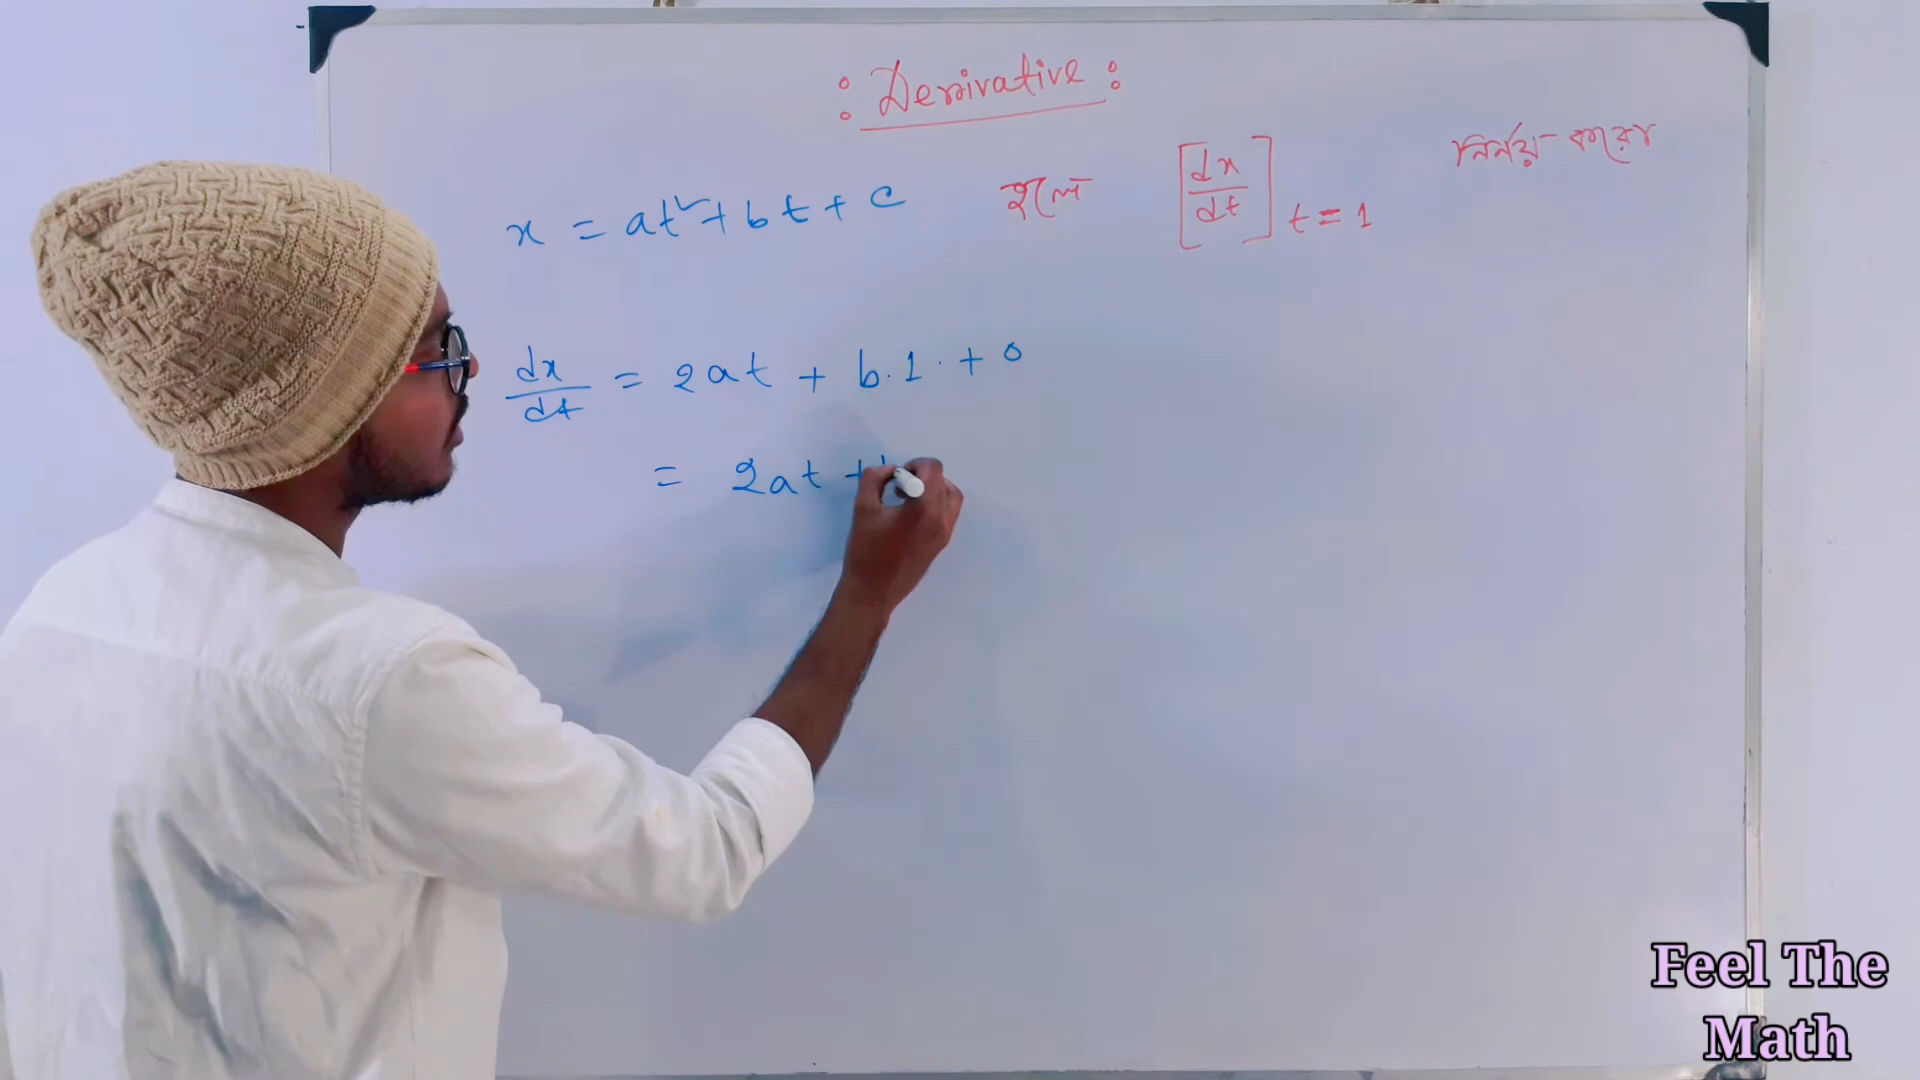 : Derivative :
x = at² + bt + c হলে [dx/dt] t = 1 নির্ণয় করো
dx/dt = 2at + b.1. + 0
= 2at +
Feel The
Math